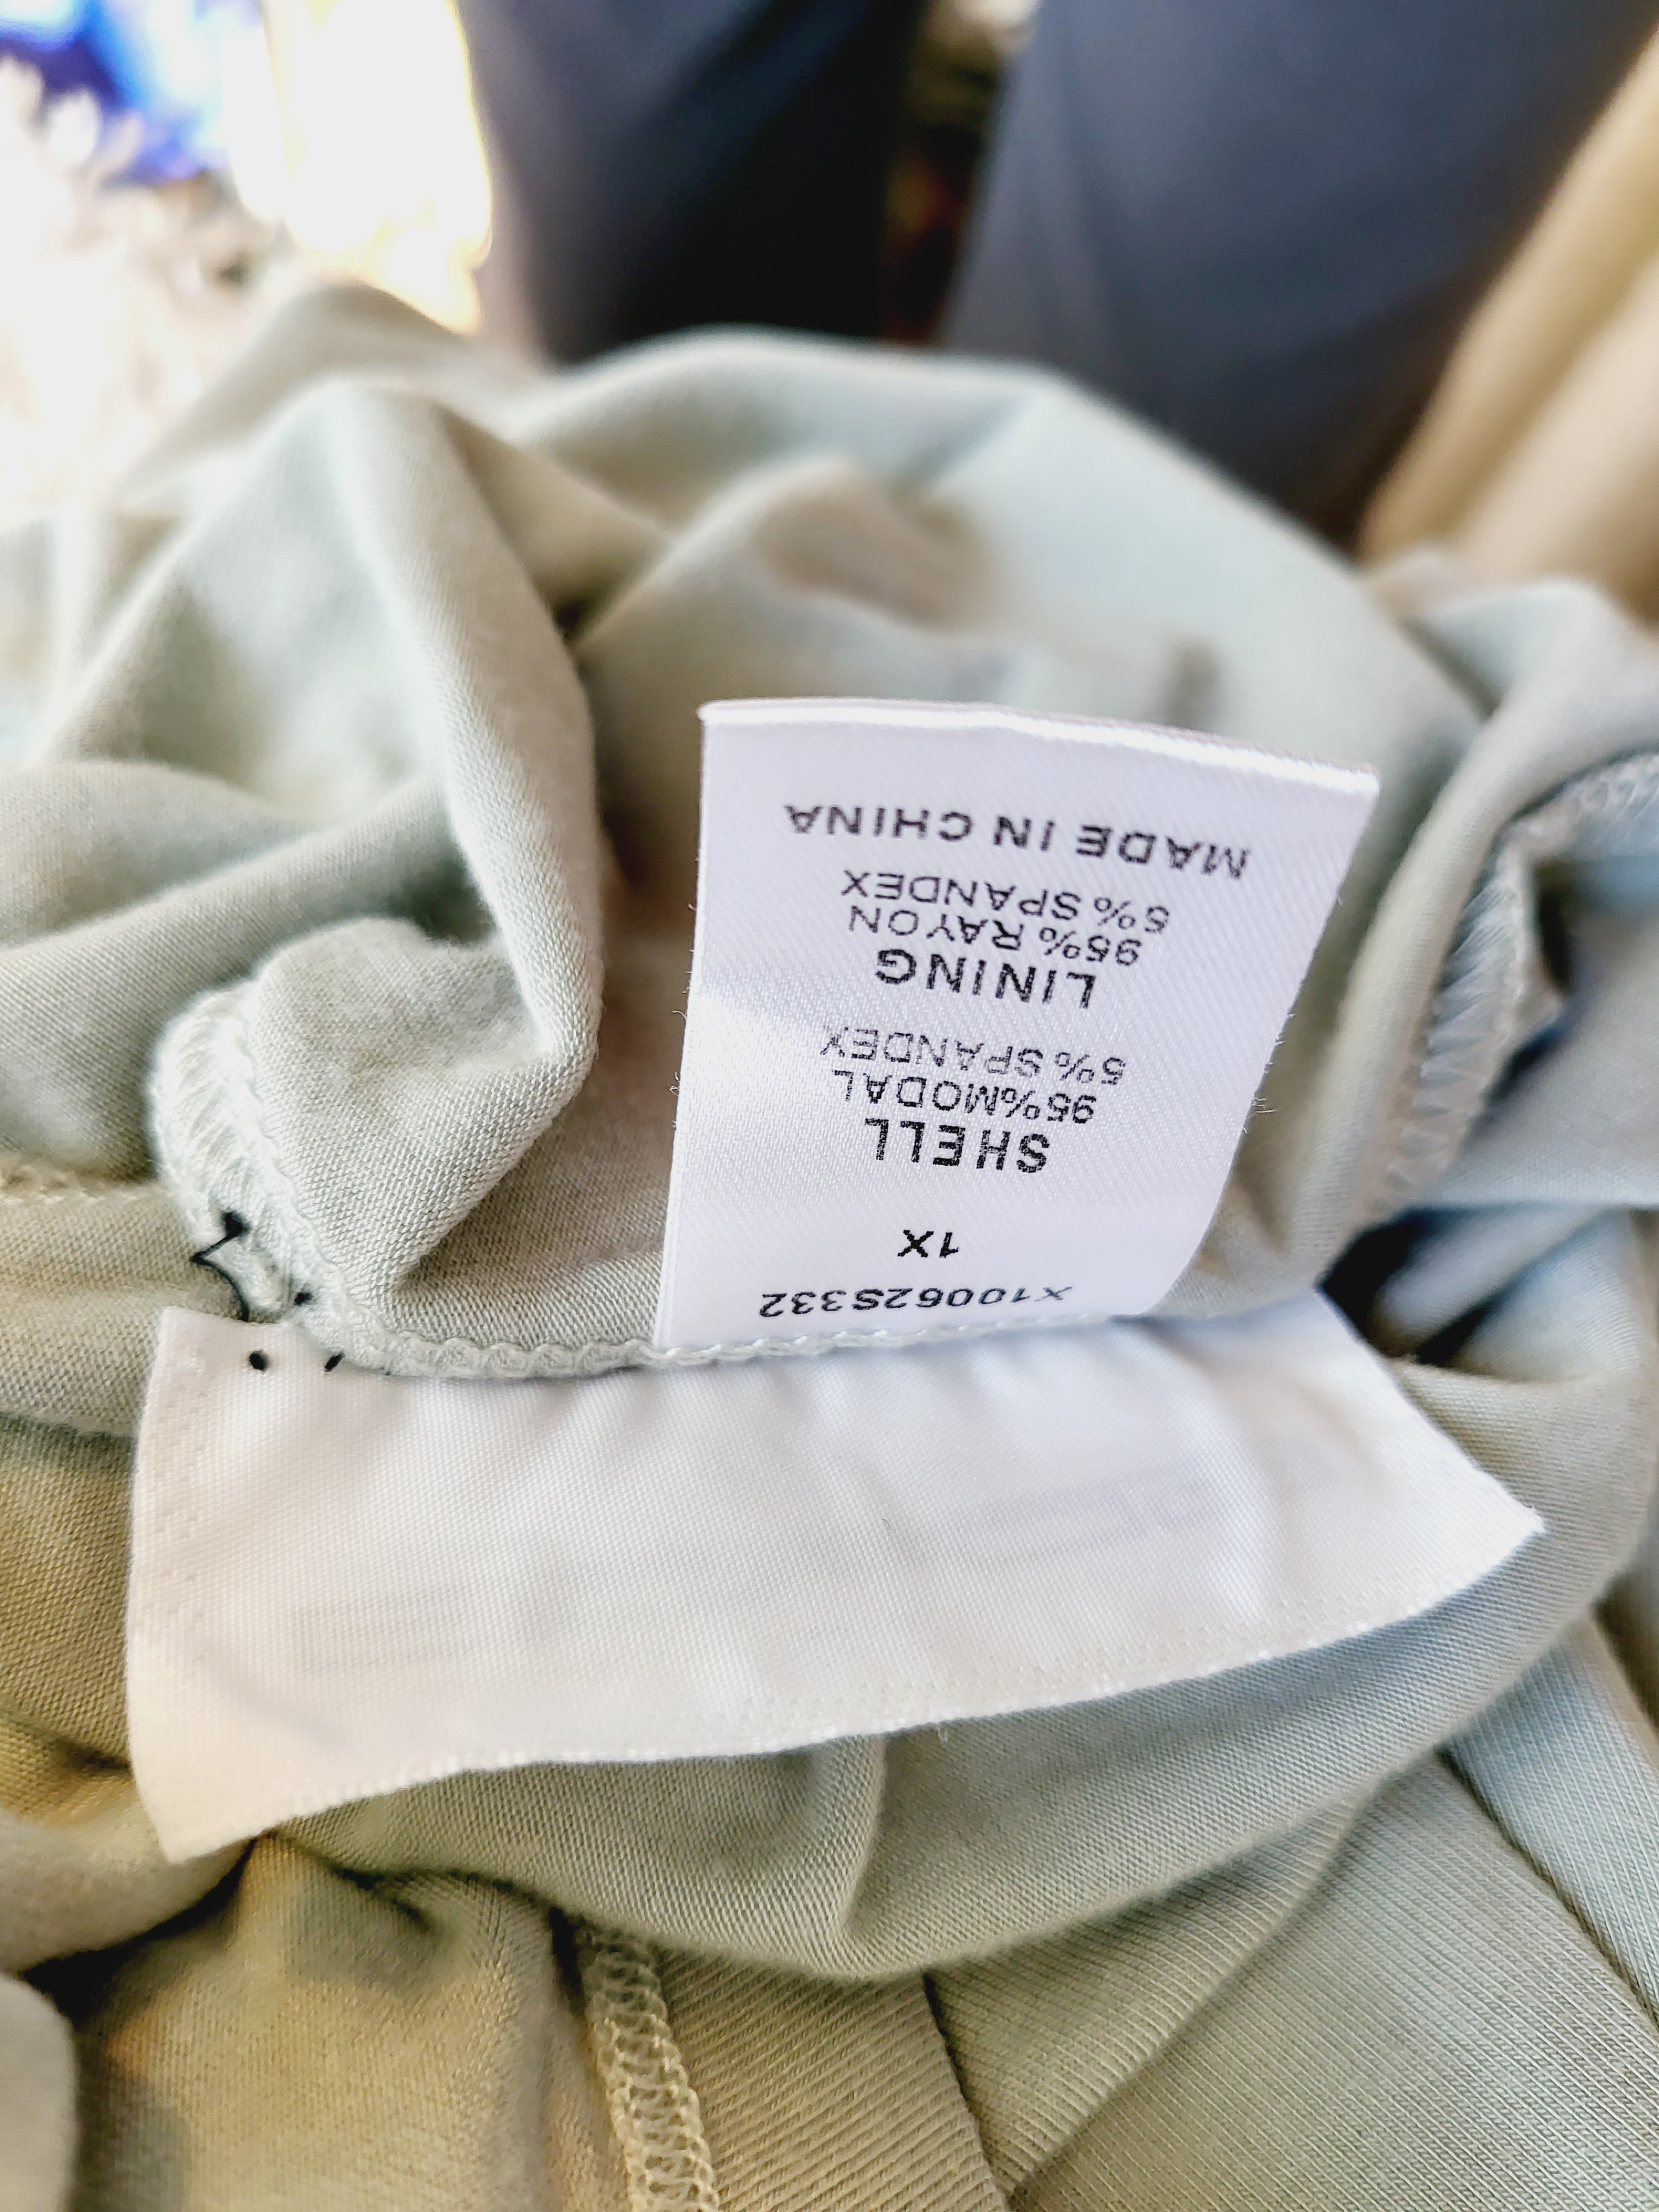 X10062S332
1X
SHELL
95%MODAL
5%SPANDEX
LINING
95%RAYON
5%SPANDEX
MADE IN CHINA